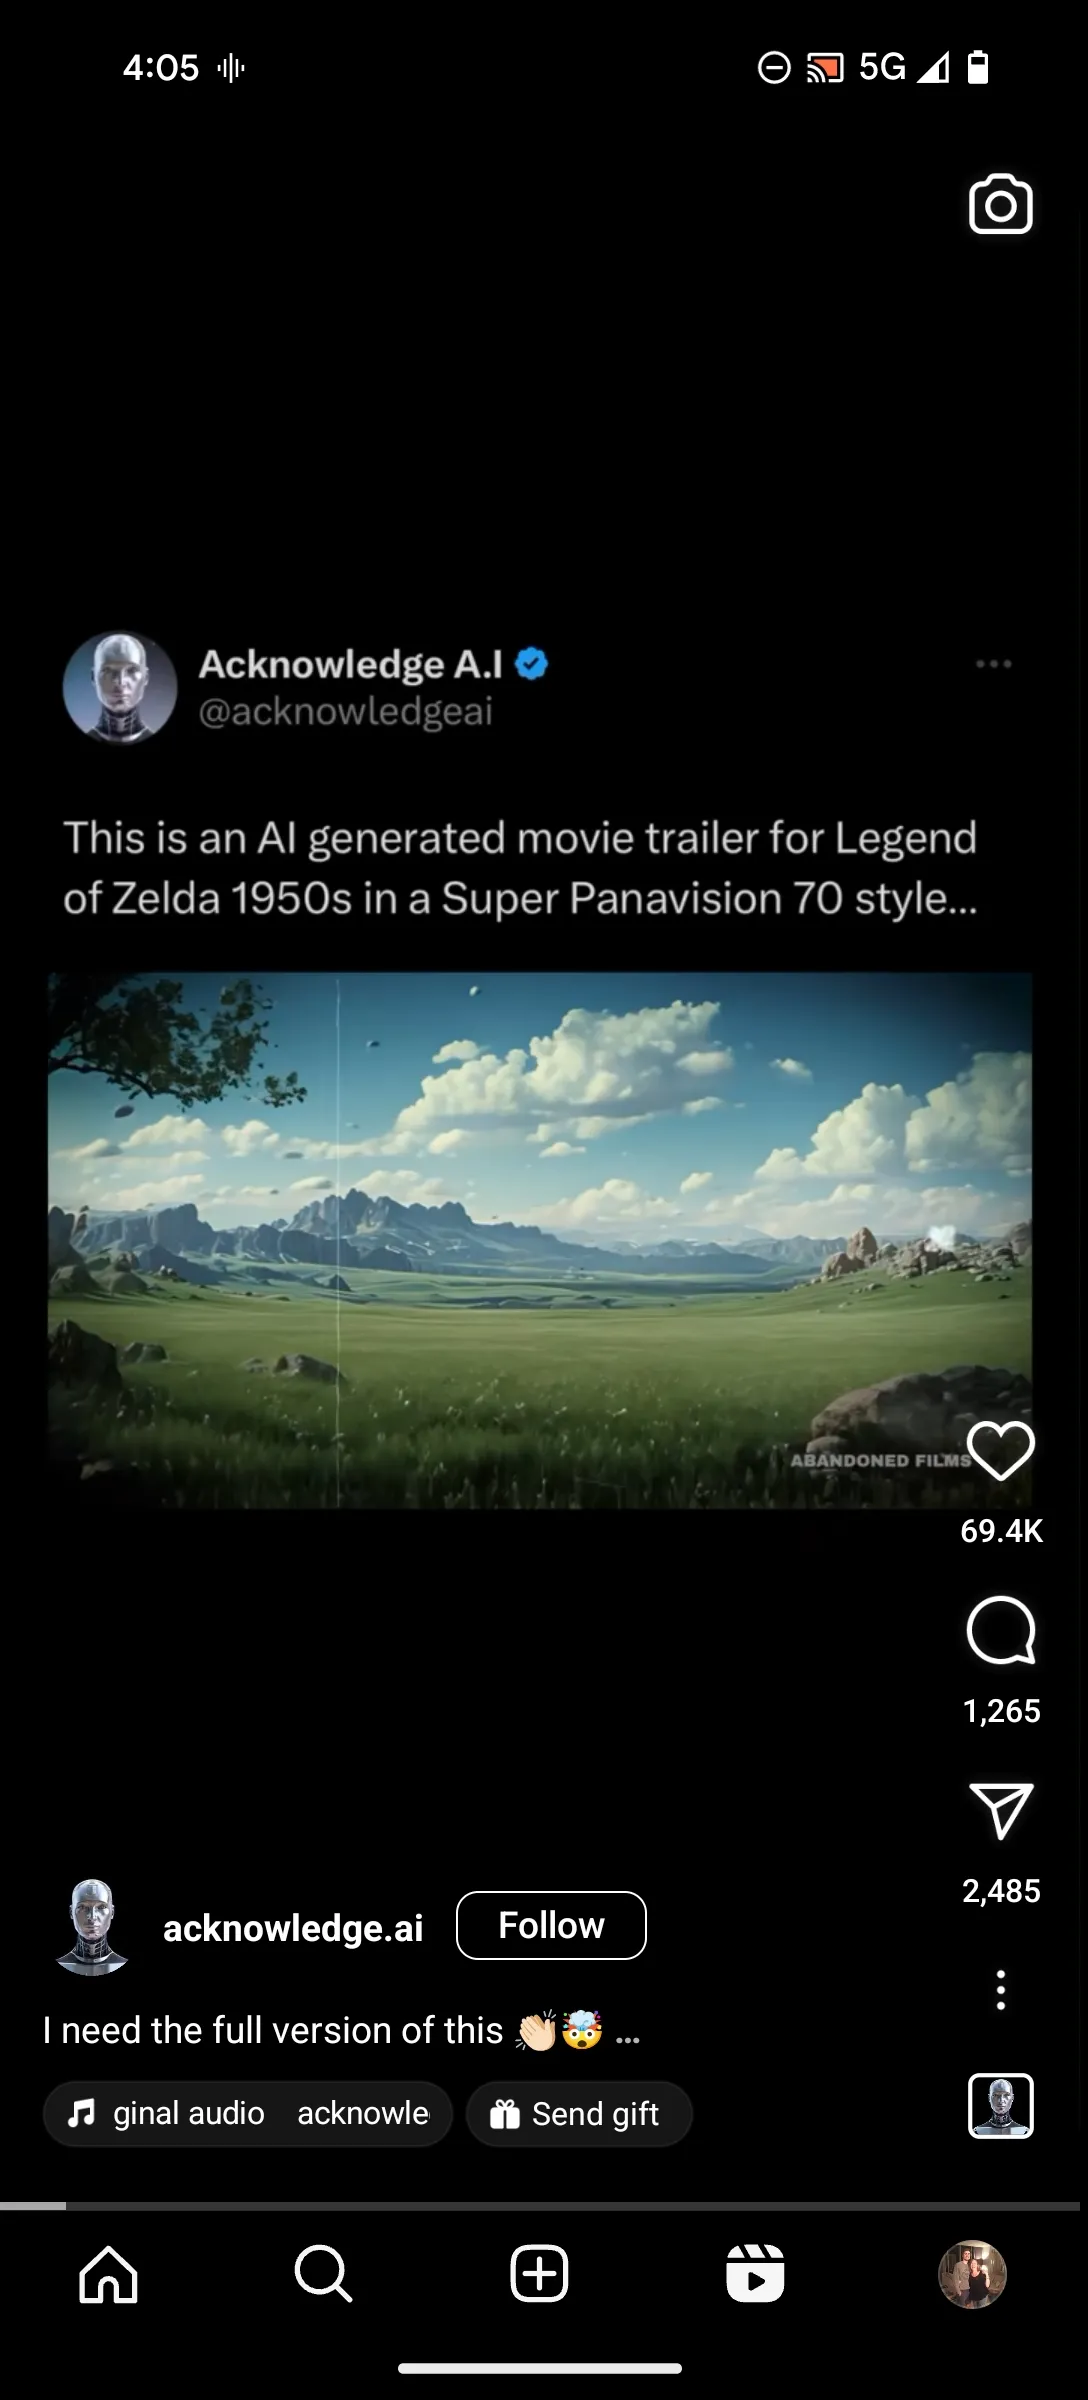 4:05
5G
Acknowledge A.I
@acknowledgeai
This is an AI generated movie trailer for Legend
of Zelda 1950s in a Super Panavision 70 style...
ABANDONED FILMS
69.4K
1,265
2,485
acknowledge.ai
Follow
I need the full version of this 👏🏻🤯 ...
ginal audio acknowle
Send gift